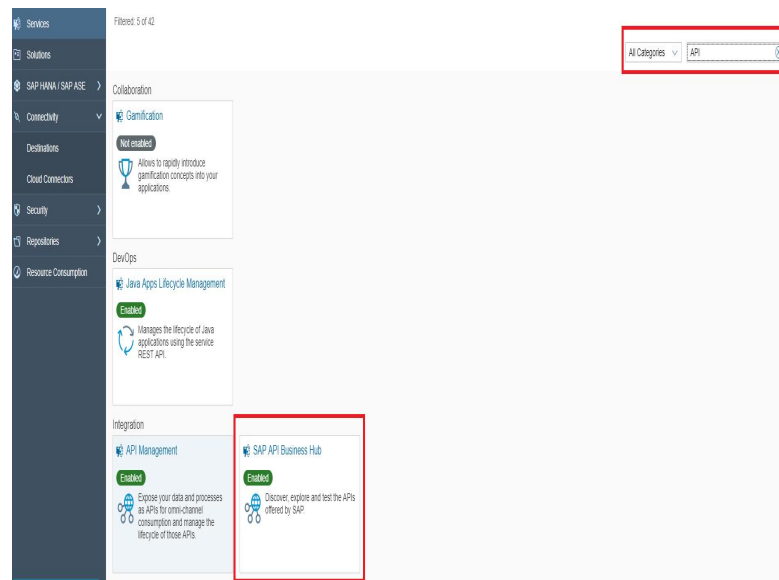 Services
Solutions
SAP HANA / SAP ASE
Connectivity
Destinations
Cloud Connectors
Security
Repositories
Resource Consumption
Filtered: 5 of 42
All Categories
API
Collaboration
Gamification
Not enabled
Allows to rapidly introduce
gamification concepts into your
applications.
DevOps
Java Apps Lifecycle Management
Enabled
Manages the lifecycle of Java
applications using the service
REST API.
Integration
API Management
Enabled
Expose your data and processes
as APIs for omni-channel
consumption and manage the
lifecycle of those APIs.
SAP API Business Hub
Enabled
Discover, explore and test the APIs
offered by SAP.